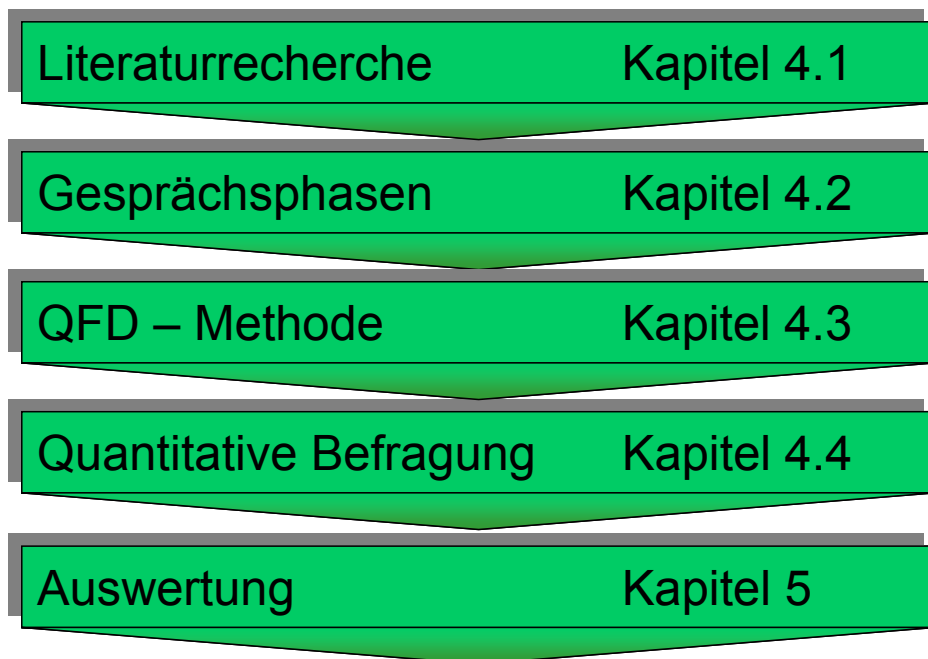 Literaturrecherche Kapitel 4.1
Gesprächsphasen Kapitel 4.2
QFD – Methode Kapitel 4.3
Quantitative Befragung Kapitel 4.4
Auswertung Kapitel 5